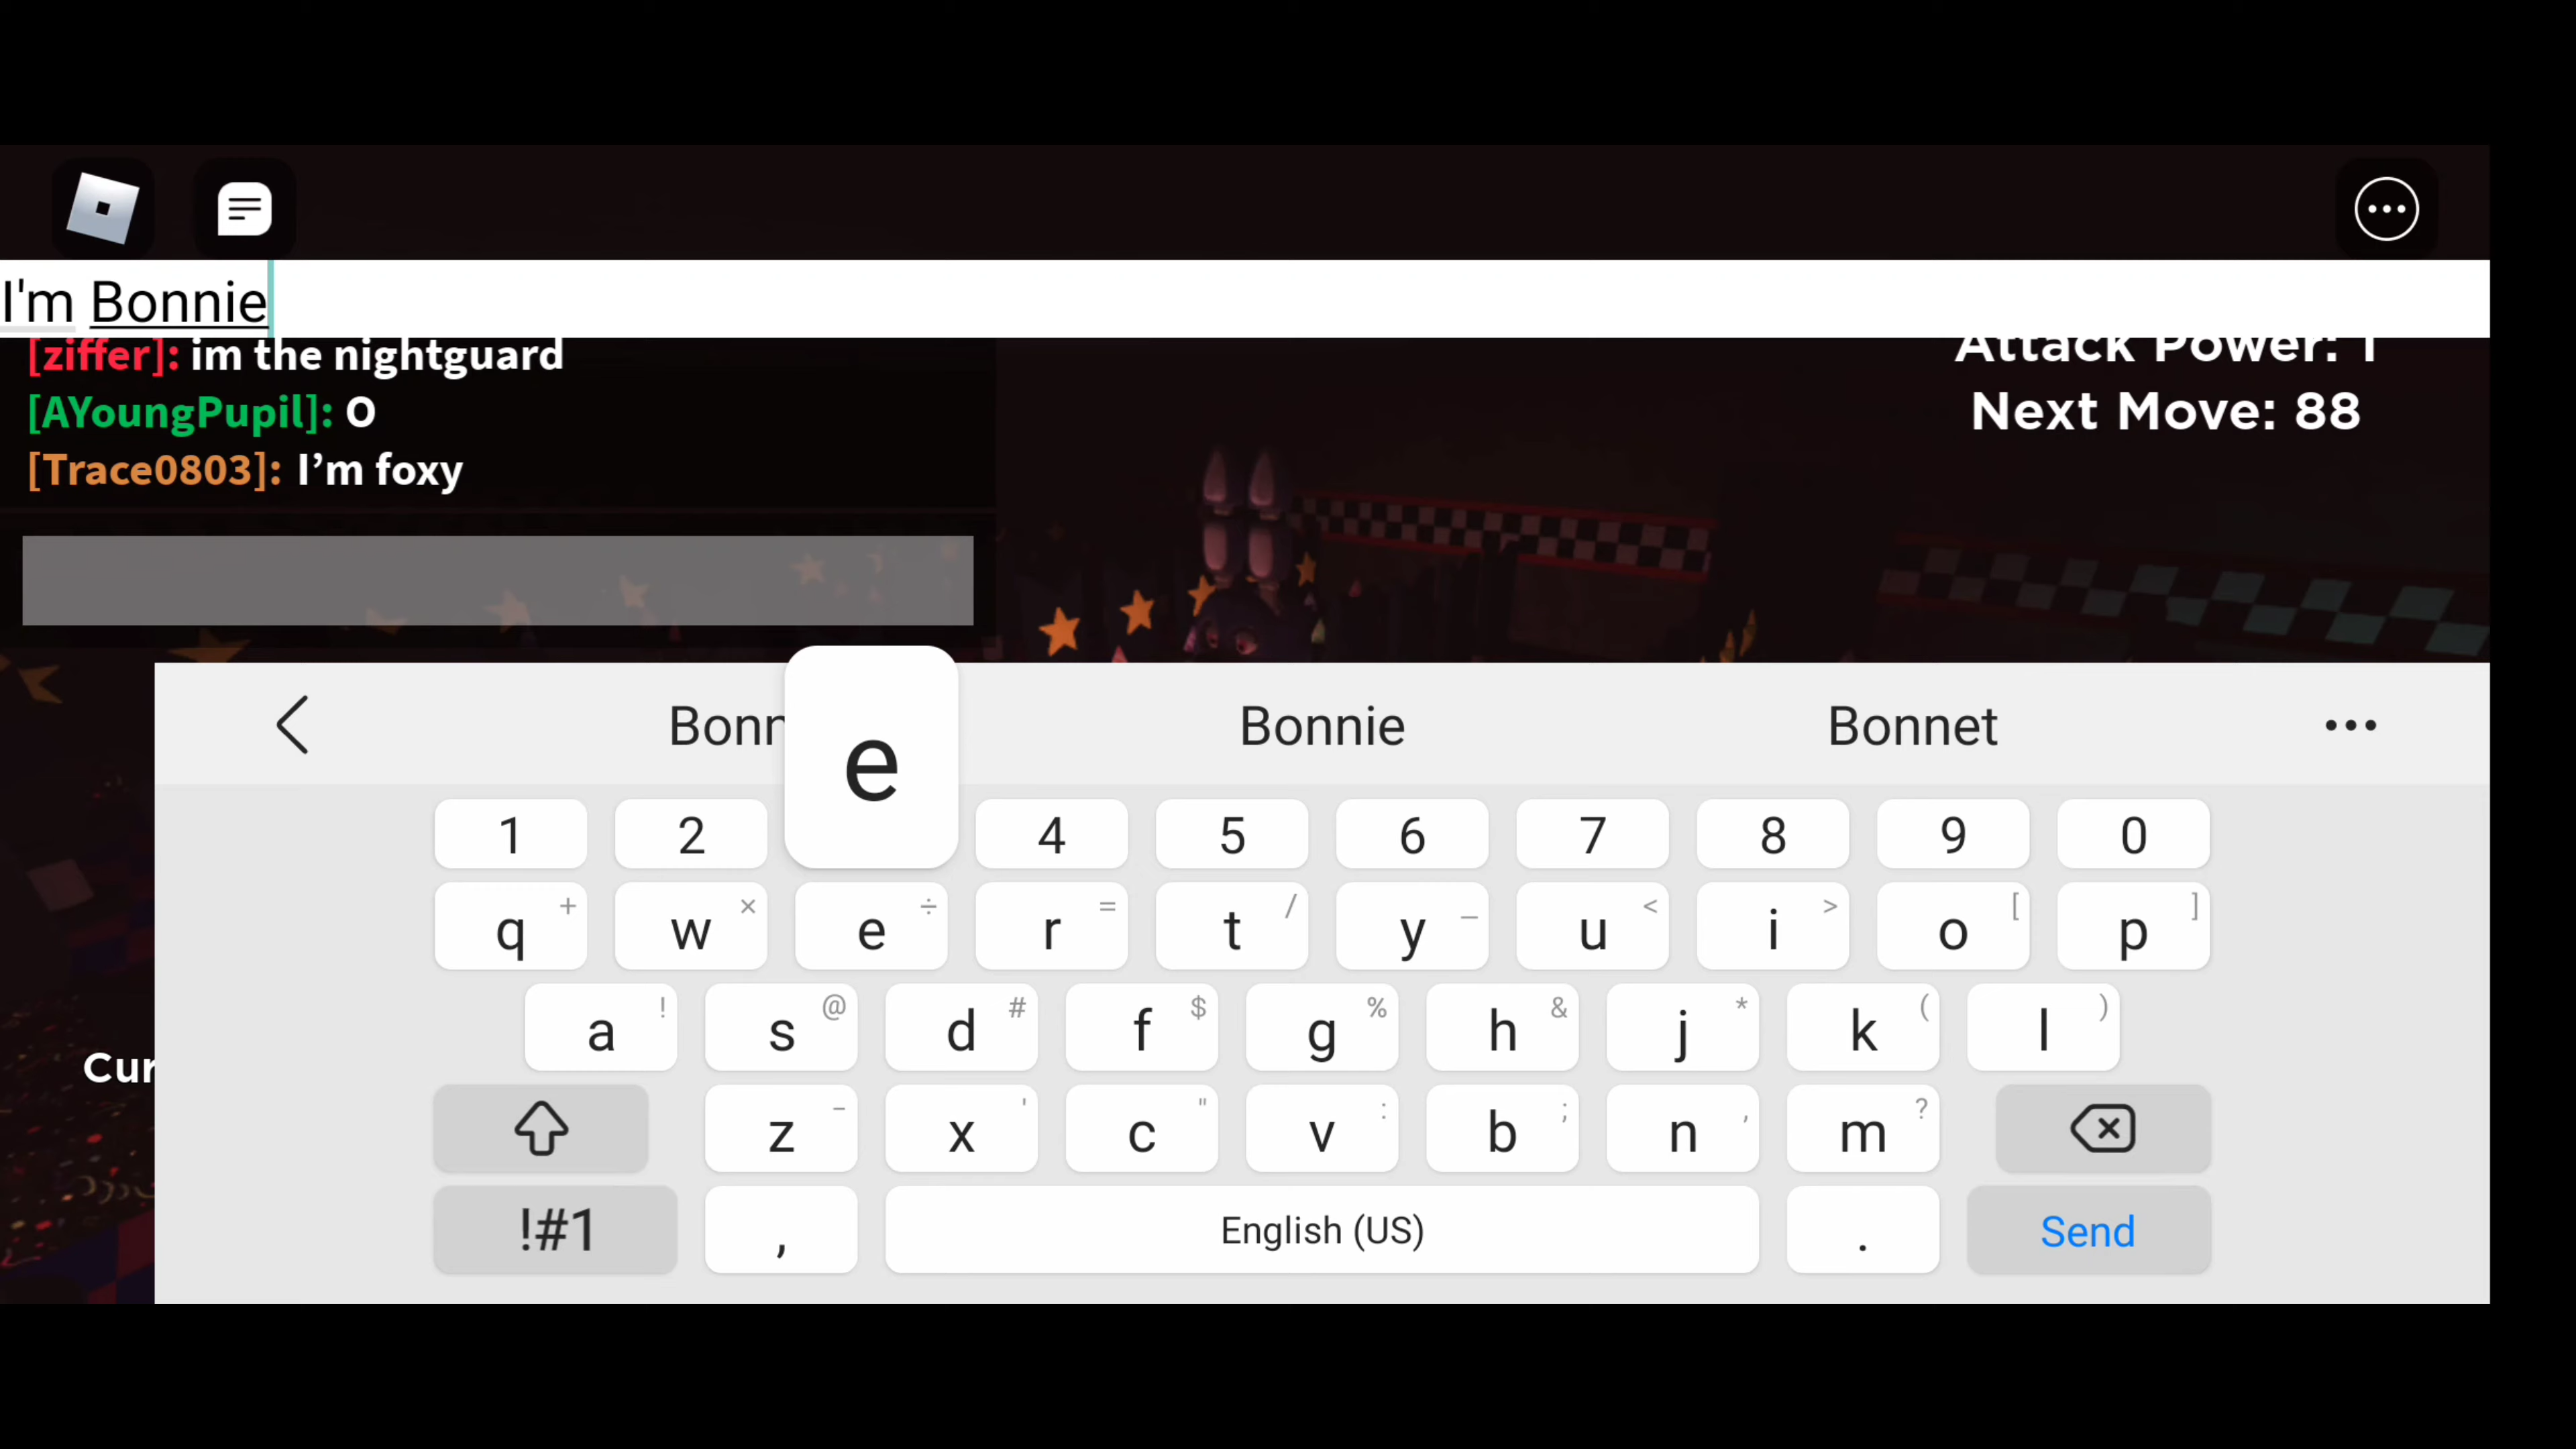 I'm Bonnie
[ziffer]: im the nightguard
[AYoungPupil]: O
[Trace0803]: I’m foxy
Attack Power: 1
Next Move: 88
Bonnie
Bonnet
e
1 2 4 5 6 7 8 9 0
q + w × e ÷ r = t / y _ u < i > o [ p ]
a ! s @ d # f $ g % h & j * k ( l )
z - x ' c " v : b ; n , m ?
!#1 , English (US) . Send